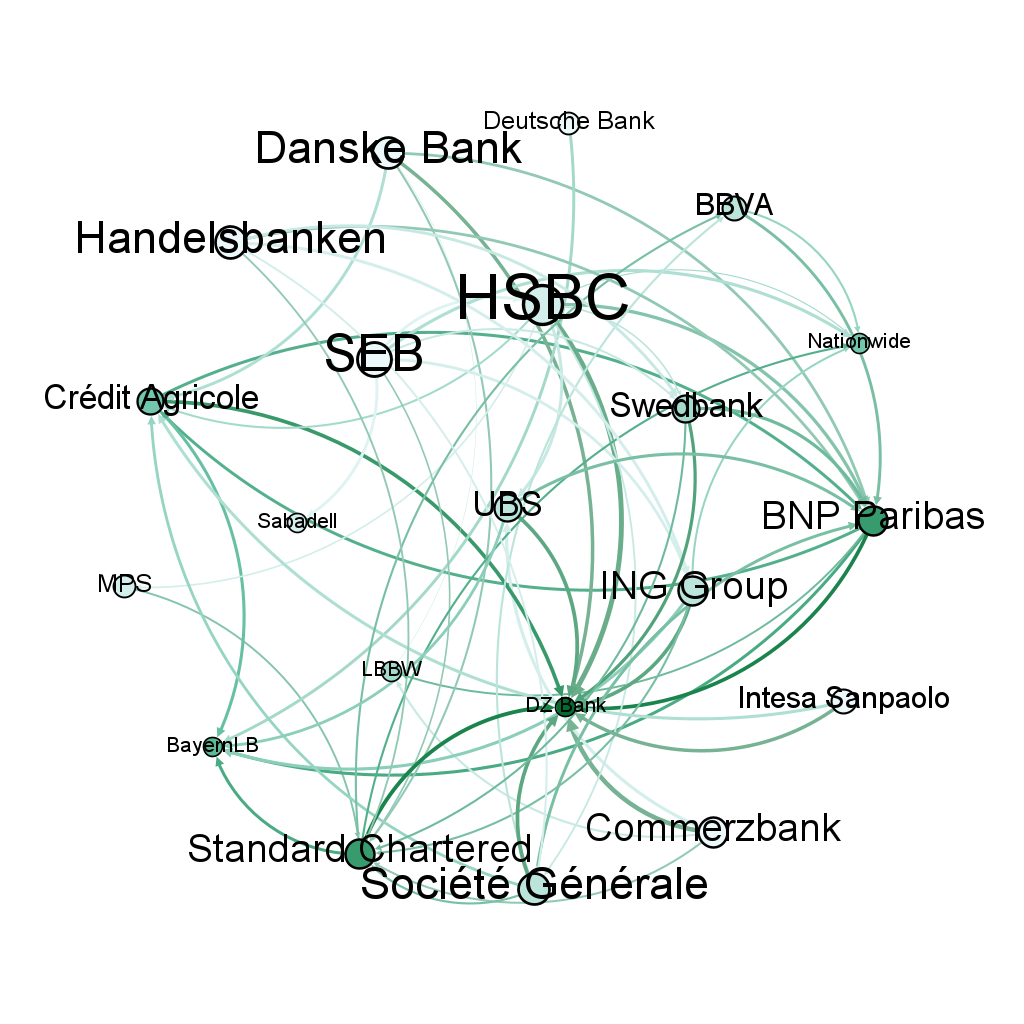 Deutsche Bank
Danske Bank
BBVA
Handelsbanken
HSBC
Nationwide
SEB
Crédit Agricole
Swedbank
UBS
BNP Paribas
Sabadell
MPS
ING Group
LBBW
Intesa Sanpaolo
DZ Bank
BayernLB
Commerzbank
Standard Chartered
Société Générale